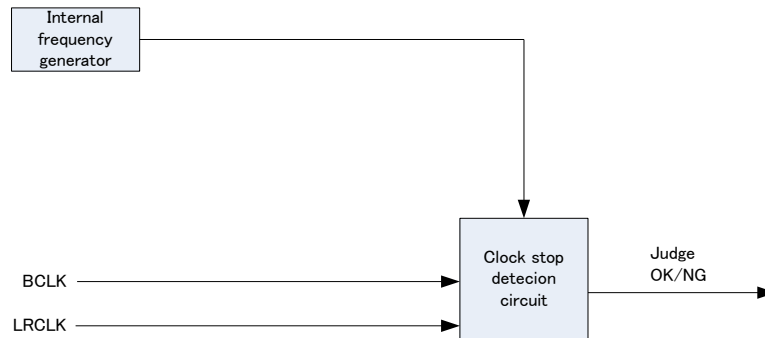 Internal
frequency
generator
Clock stop
detecion
circuit
Judge
OK/NG
BCLK
LRCLK